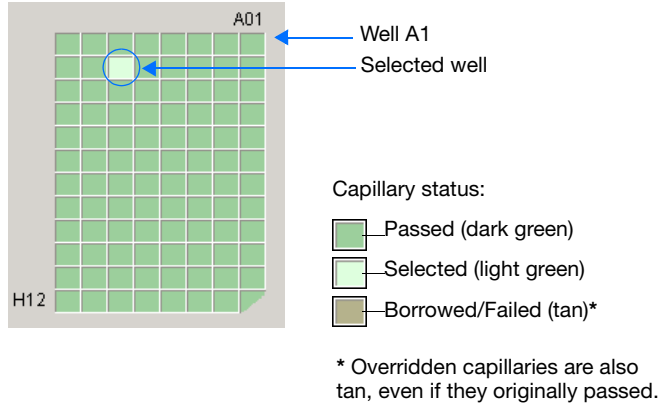 A01
Well A1
Selected well
Capillary status:
Passed (dark green)
Selected (light green)
H12
Borrowed/Failed (tan)*
* Overridden capillaries are also
tan, even if they originally passed.